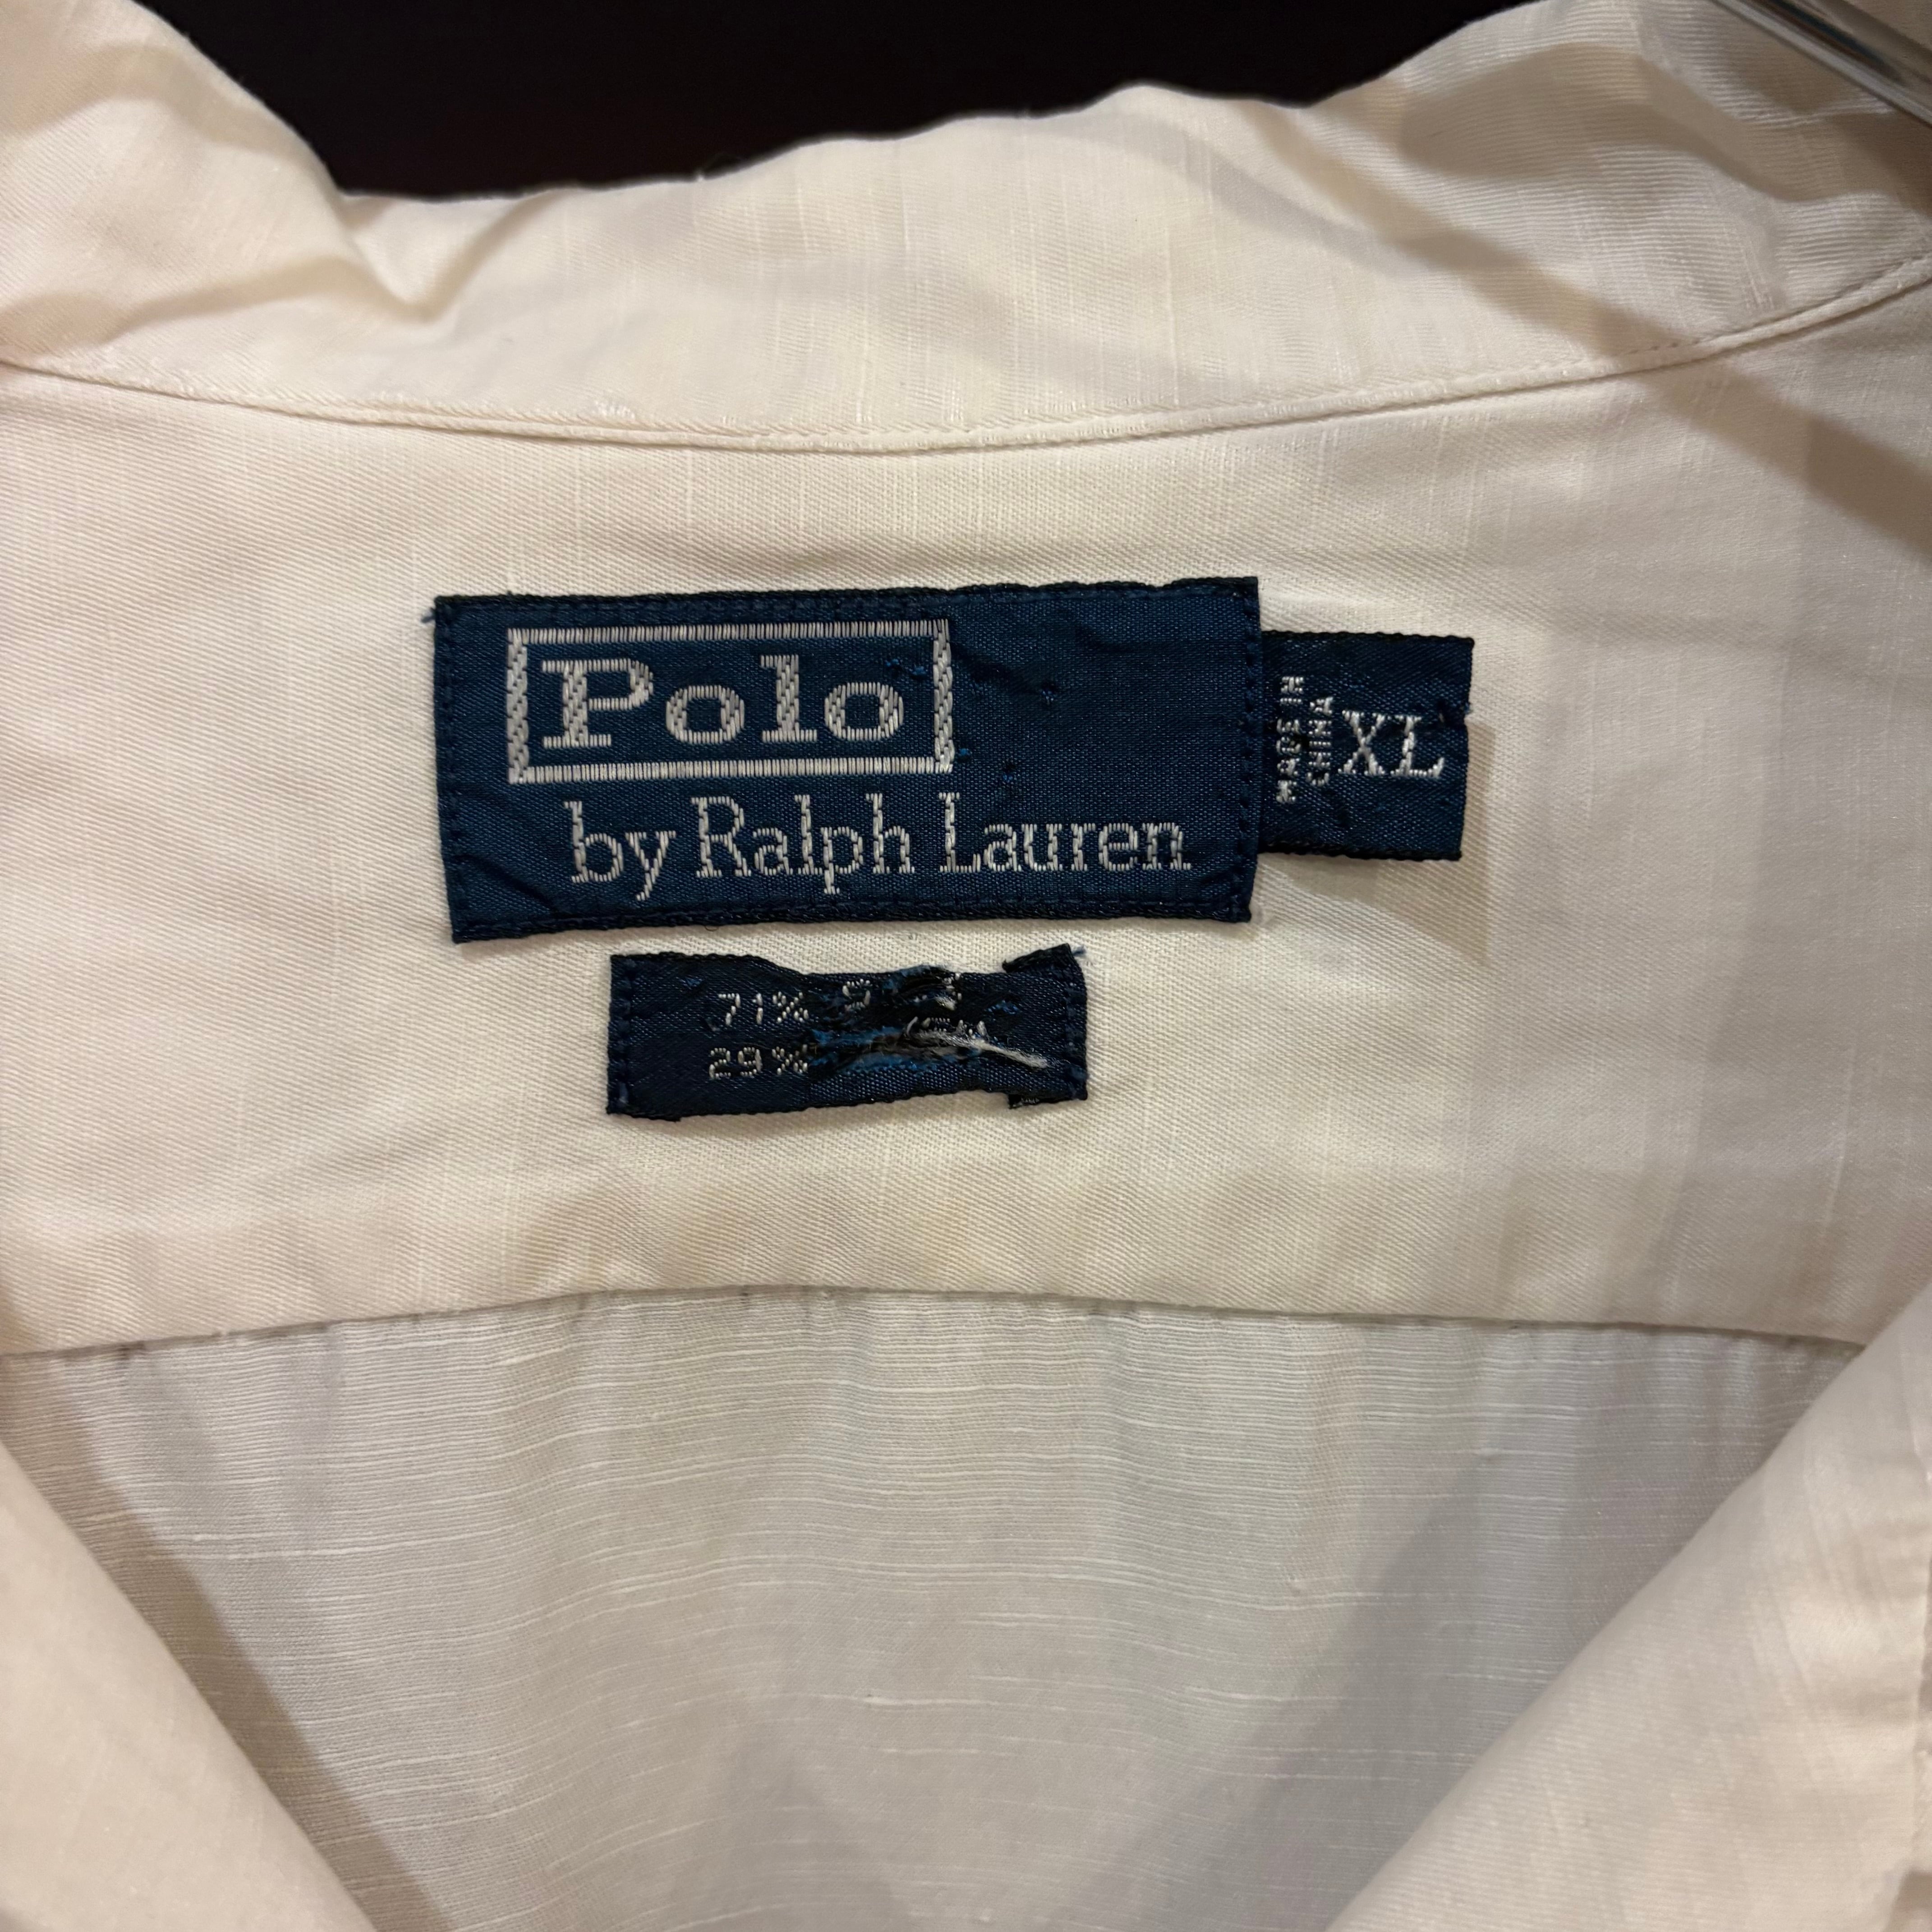 Polo
by Ralph Lauren
MADE IN
CHINA
XL
71%
29%